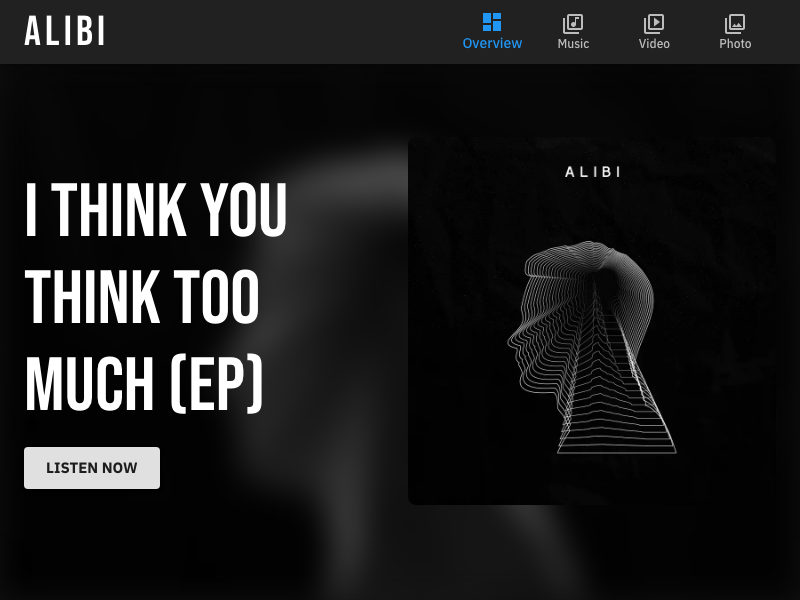 ALIBI
Overview
Music
Video
Photo
I THINK YOU
THINK TOO
MUCH (EP)
LISTEN NOW
ALIBI